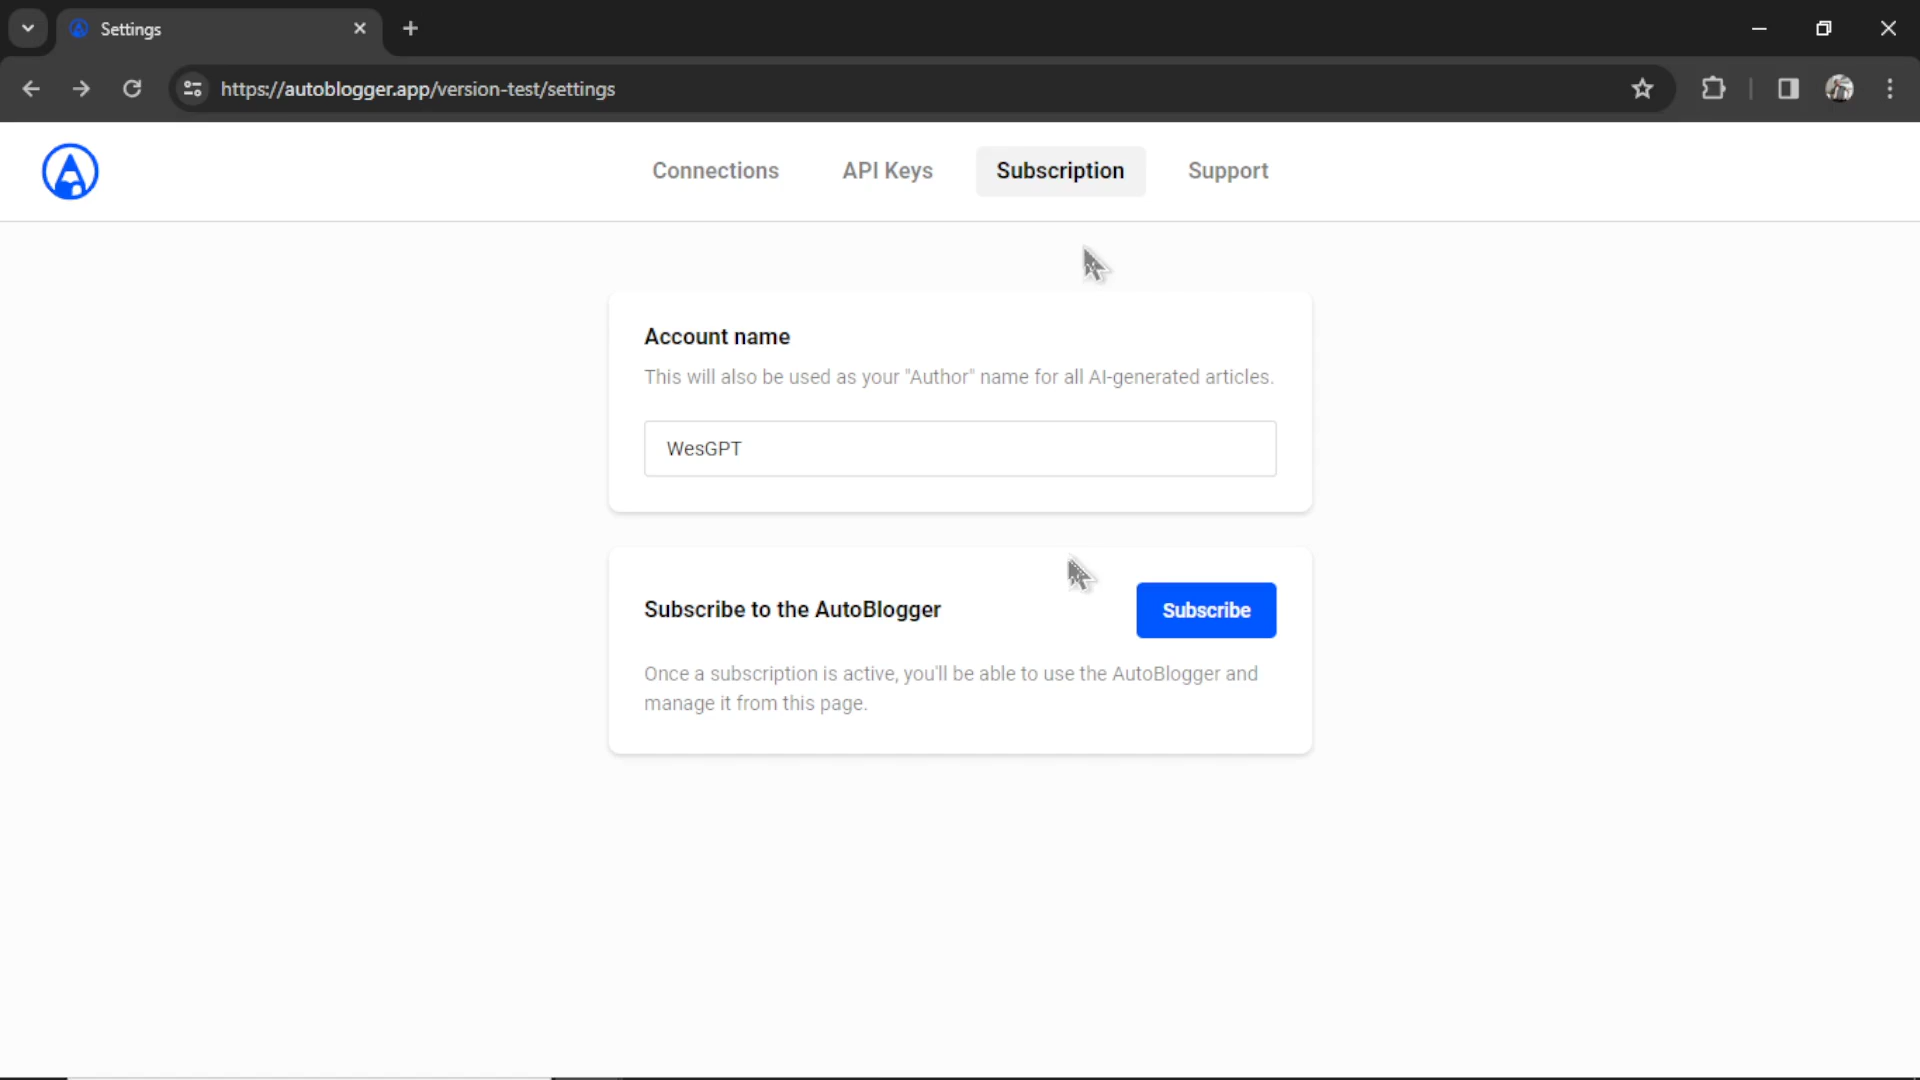 Settings
https://autoblogger.app/version-test/settings
Connections
API Keys
Subscription
Support
Account name
This will also be used as your "Author" name for all AI-generated articles.
WesGPT
Subscribe to the AutoBlogger
Subscribe
Once a subscription is active, you'll be able to use the AutoBlogger and
manage it from this page.